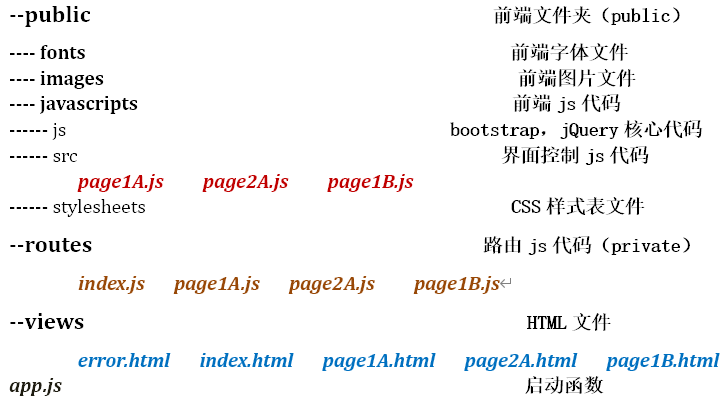 --public 前端文件夹（public）
---- fonts 前端字体文件
---- images 前端图片文件
---- javascripts 前端 js 代码
------ js bootstrap，jQuery 核心代码
------ src 界面控制 js 代码
page1A.js page2A.js page1B.js
------ stylesheets CSS 样式表文件
--routes 路由 js 代码（private）
index.js page1A.js page2A.js page1B.js
--views HTML 文件
error.html index.html page1A.html page2A.html page1B.html
app.js 启动函数